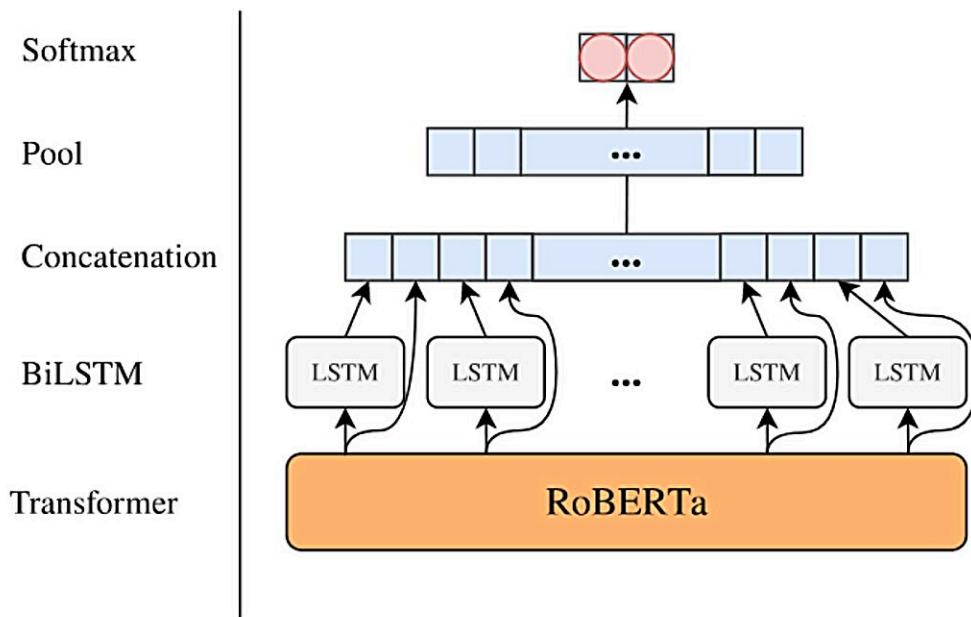 Softmax
Pool
...
Concatenation
...
BiLSTM
LSTM
LSTM
...
LSTM
LSTM
Transformer
RoBERTa